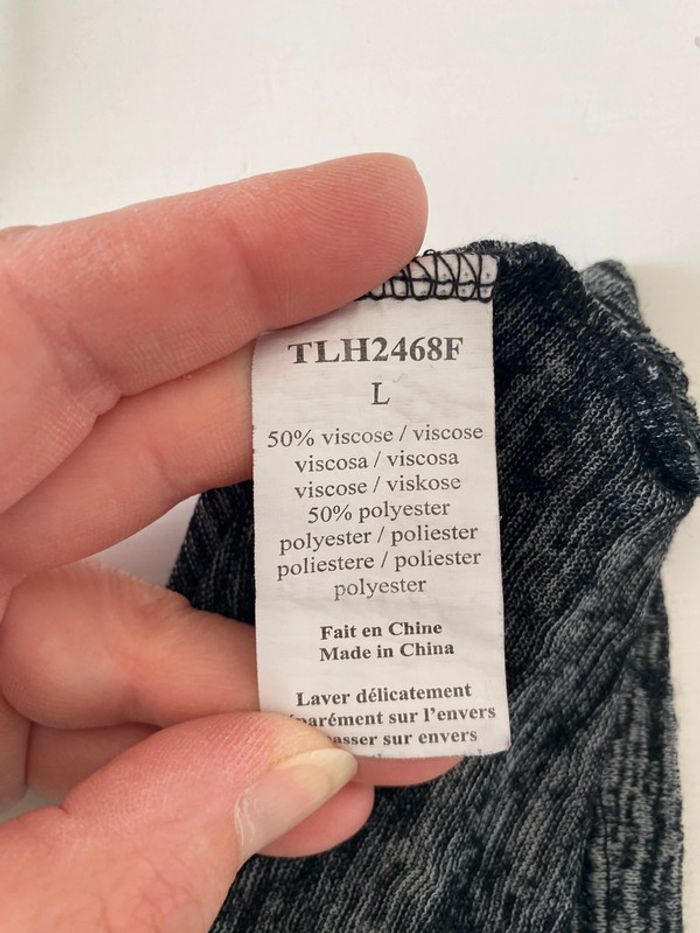 TLH2468F
L
50% viscose / viscose
viscosa / viscosa
viscose / viskose
50% polyester
polyester / poliester
poliestere / poliester
polyester
Fait en Chine
Made in China
Laver délicatement
sur l'envers
sur envers